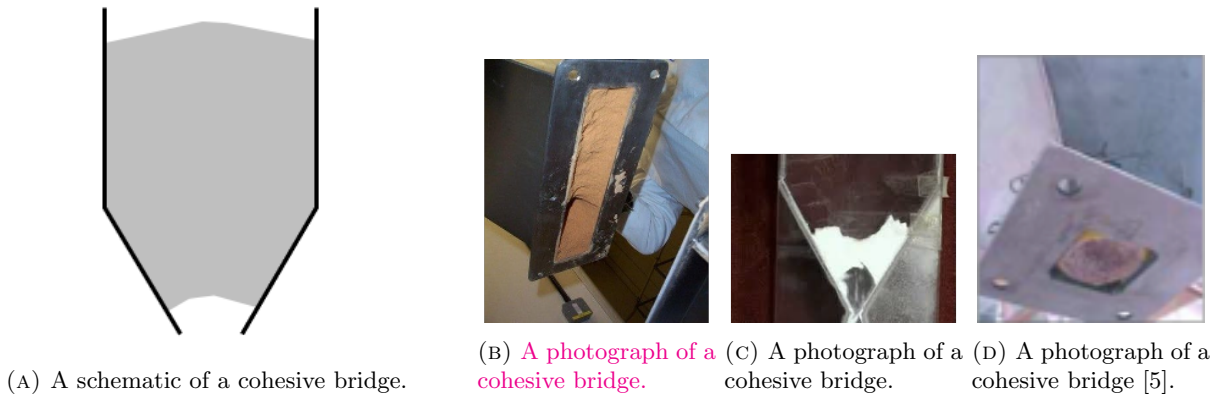 (A) A schematic of a cohesive bridge.
(B) A photograph of a
cohesive bridge.
(C) A photograph of a
cohesive bridge.
(D) A photograph of a
cohesive bridge [5].